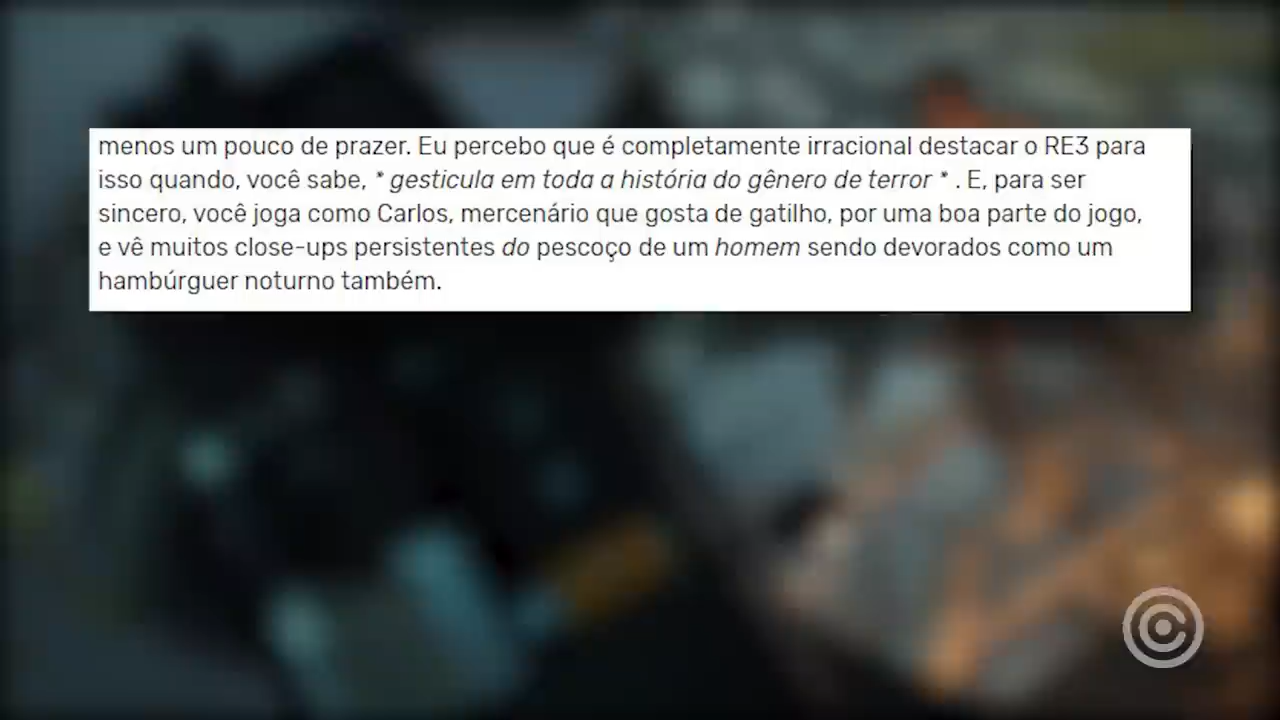 menos um pouco de prazer. Eu percebo que é completamente irracional destacar o RE3 para
isso quando, você sabe, * gesticula em toda a história do gênero de terror * . E, para ser
sincero, você joga como Carlos, mercenário que gosta de gatilho, por uma boa parte do jogo,
e vê muitos close-ups persistentes do pescoço de um homem sendo devorados como um
hambúrguer noturno também.